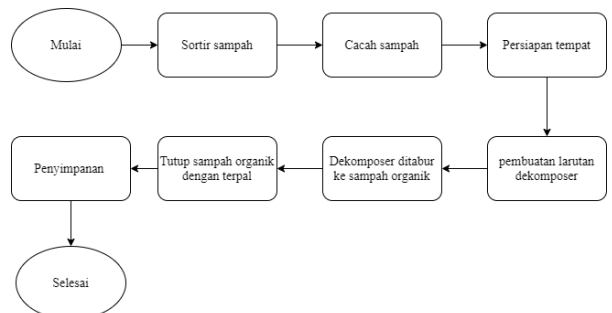 Mulai
Sortir sampah
Cacah sampah
Persiapan tempat
pembuatan larutan
dekomposer
Dekomposer ditabur
ke sampah organik
Tutup sampah organik
dengan terpal
Penyimpanan
Selesai